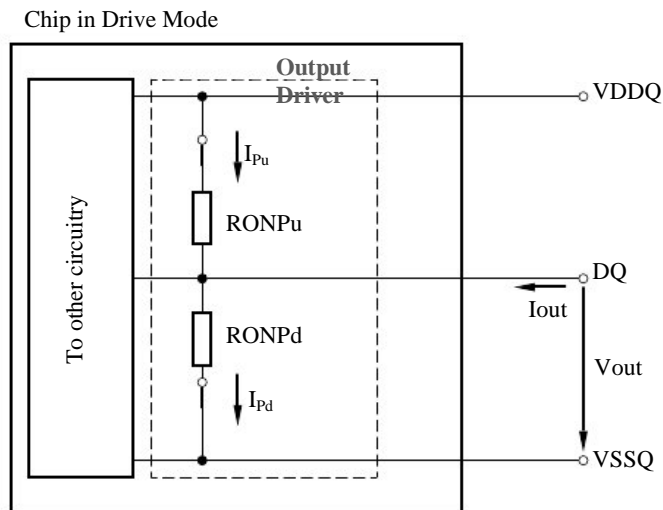 Chip in Drive Mode
Output
Driver
VDDQ
I_Pu
RONPu
To other circuitry
DQ
Iout
RONPd
Vout
I_Pd
VSSQ